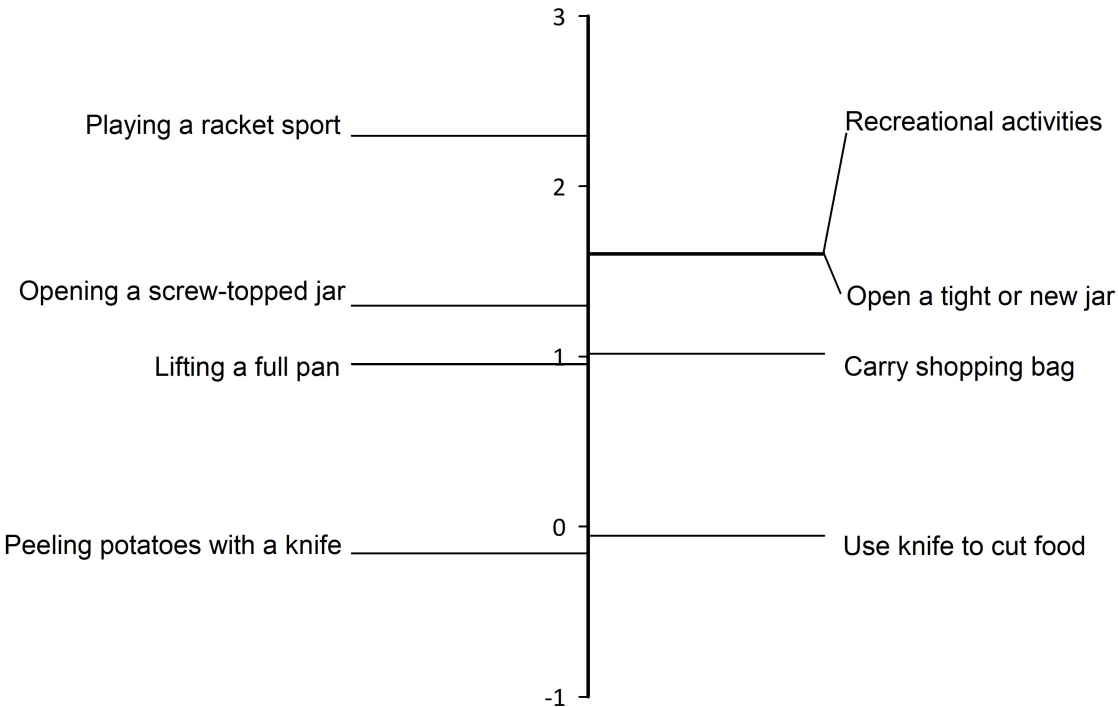 3
Playing a racket sport
Recreational activities
2
Opening a screw-topped jar
Open a tight or new jar
1
Lifting a full pan
Carry shopping bag
0
Peeling potatoes with a knife
Use knife to cut food
-1